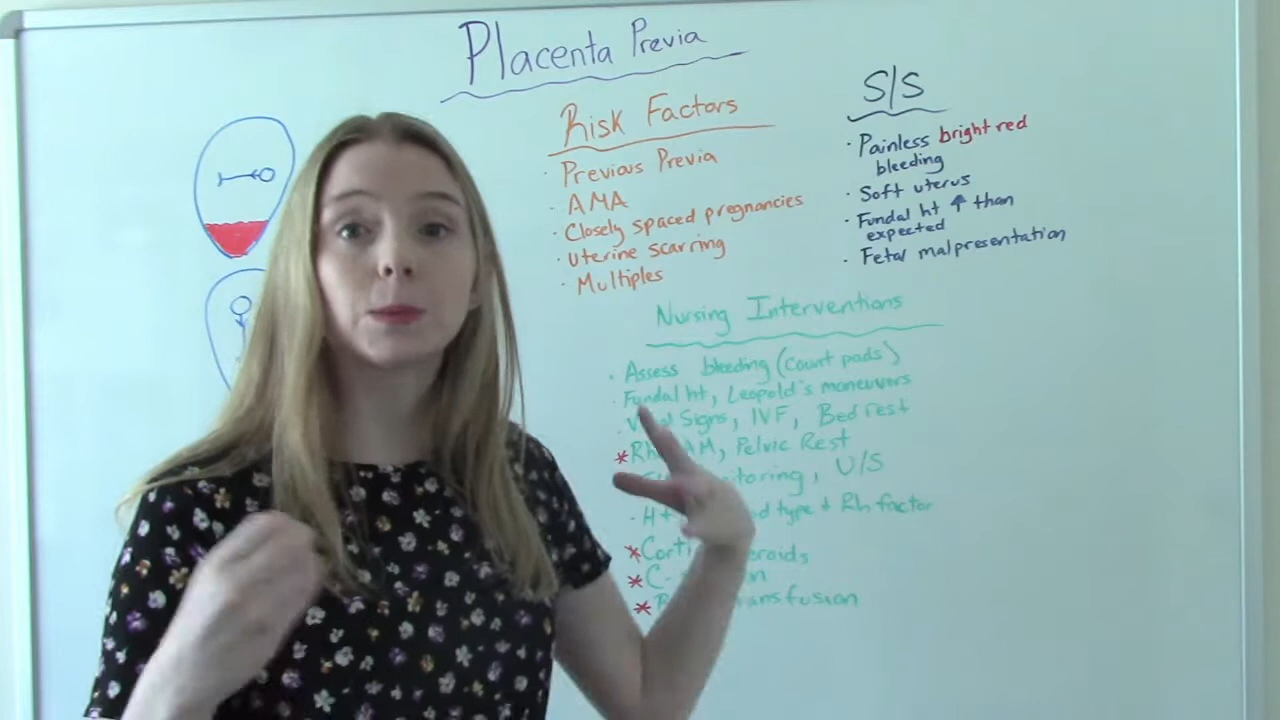 Placenta Previa
Risk Factors
· Previous Previa
· AMA
· Closely spaced pregnancies
· Uterine scarring
· Multiples
S/S
· Painless bright red
bleeding
· Soft uterus
· Fundal ht ↑ than
expected
· Fetal malpresentation
Nursing Interventions
· Assess bleeding (count pads)
· Fundal ht, Leopold's maneuvers
· Signs, IVF, Bed rest
* Pelvic Rest
U/S
· type + Rh factor
*
* C-
*